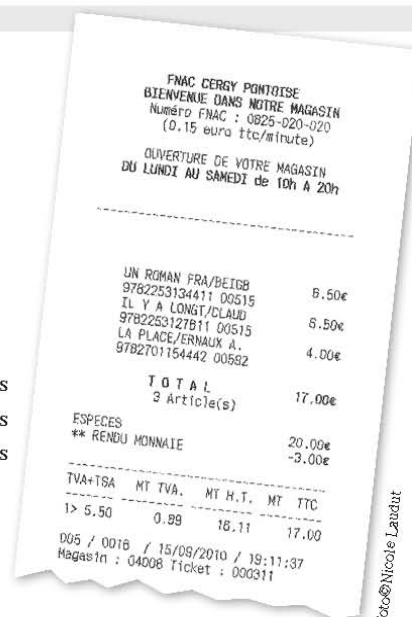 FNAC CERGY PONTOISE
BIENVENUE DANS NOTRE MAGASIN
Numéro FNAC : 0825-020-020
(0.15 euro ttc/minute)
OUVERTURE DE VOTRE MAGASIN
DU LUNDI AU SAMEDI de 10h A 20h
UN ROMAN FRA/BEIGB 6.50€
9782253134411 00515
IL Y A LONGT/CLAUD 6.50€
9782253127611 00515
LA PLACE/ERNAUX A. 4.00€
9782701154442 00592
TOTAL 17.00€
3 Article(s)
ESPECES 20.00€
** RENDU MONNAIE -3.00€
TVA+TSA MT TVA. MT H.T. MT TTC
1> 5.50 0.89 16.11 17.00
005 / 0016 / 15/09/2010 / 19:11:37
Magasin : 04008 Ticket : 090311
s
s
s
oto©Nicole Laudut